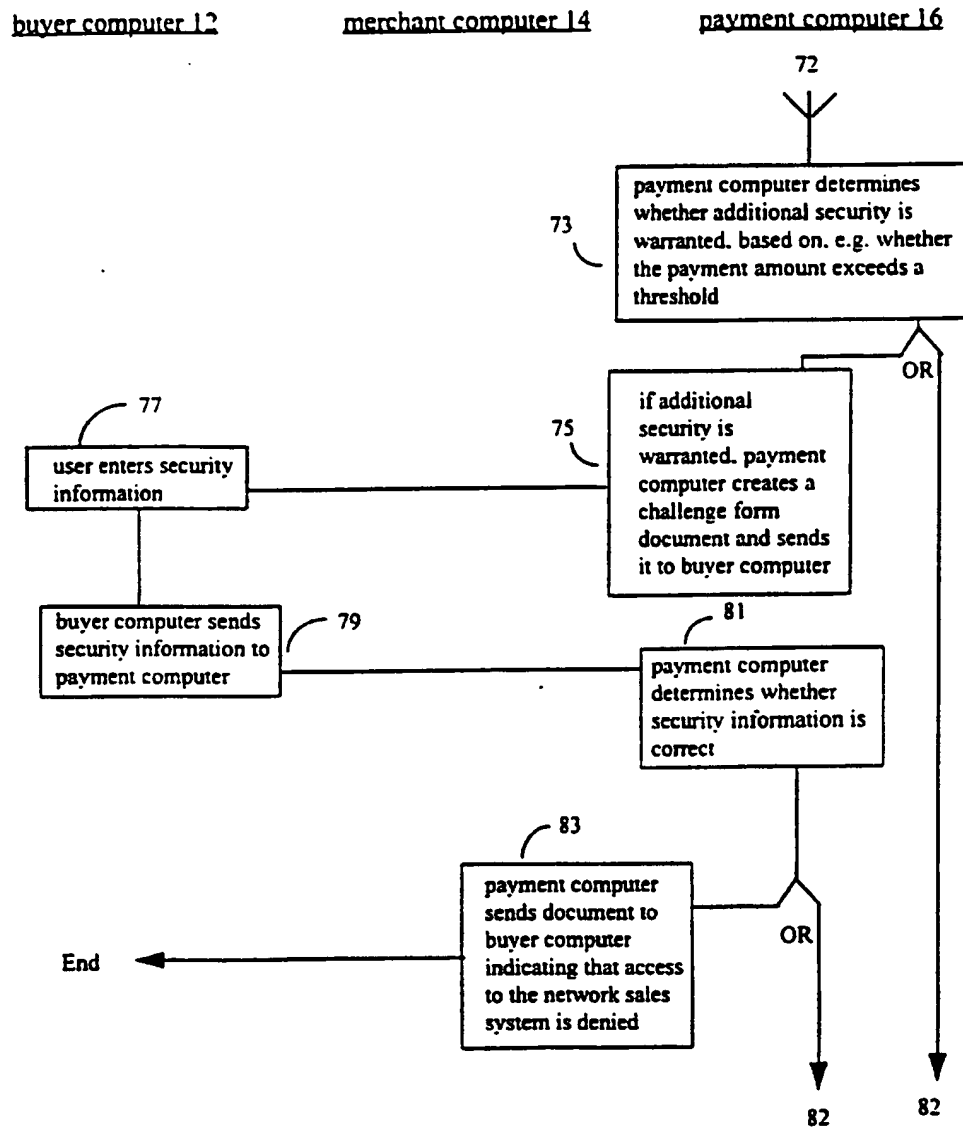 buyer computer 12
merchant computer 14
payment computer 16
72
payment computer determines
whether additional security is
warranted. based on. e.g. whether
the payment amount exceeds a
threshold
73
OR
if additional
security is
warranted. payment
computer creates a
challenge form
document and sends
it to buyer computer
75
77
user enters security
information
buyer computer sends
security information to
payment computer
79
81
payment computer
determines whether
security information is
correct
83
payment computer
sends document to
buyer computer
indicating that access
to the network sales
system is denied
OR
End
82
82